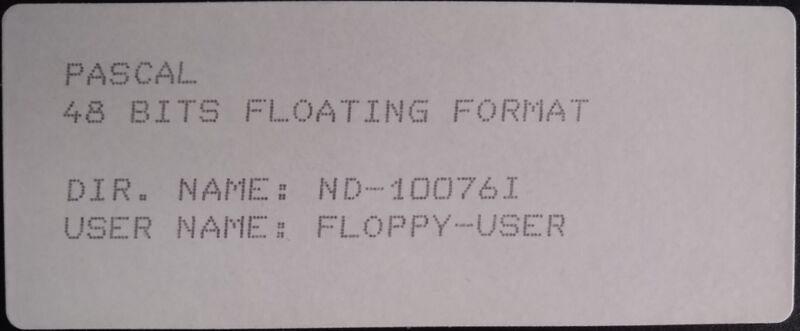 PASCAL
48 BITS FLOATING FORMAT
DIR. NAME: ND-10076I
USER NAME: FLOPPY-USER